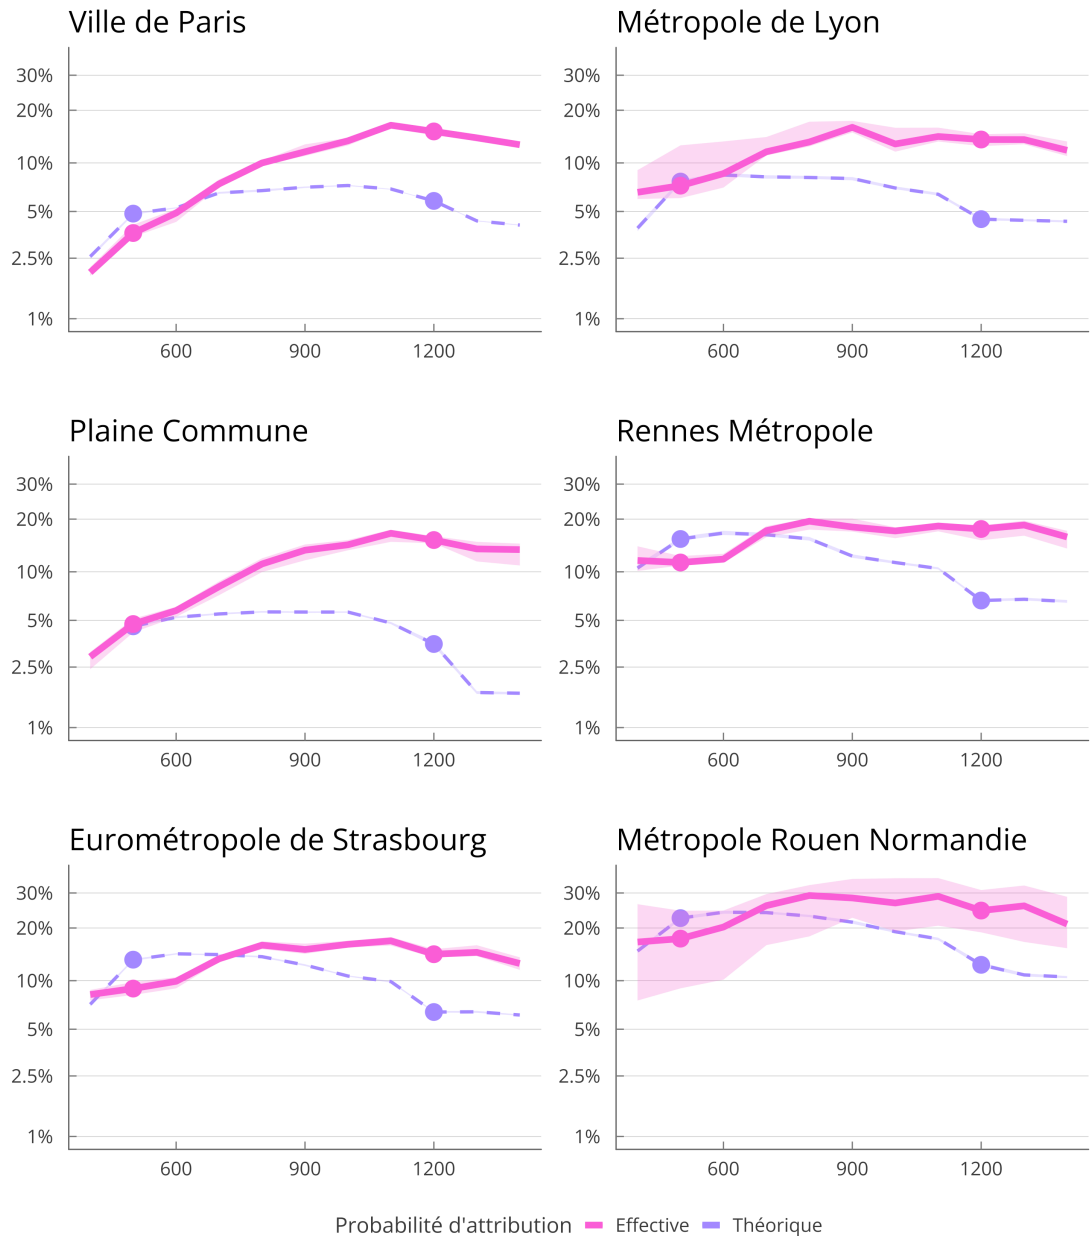 Ville de Paris
30%
20%
10%
5%
2.5%
1%
600 900 1200
Métropole de Lyon
30%
20%
10%
5%
2.5%
1%
600 900 1200
Plaine Commune
30%
20%
10%
5%
2.5%
1%
600 900 1200
Rennes Métropole
30%
20%
10%
5%
2.5%
1%
600 900 1200
Eurométropole de Strasbourg
30%
20%
10%
5%
2.5%
1%
600 900 1200
Métropole Rouen Normandie
30%
20%
10%
5%
2.5%
1%
600 900 1200
Probabilité d'attribution Effective Théorique